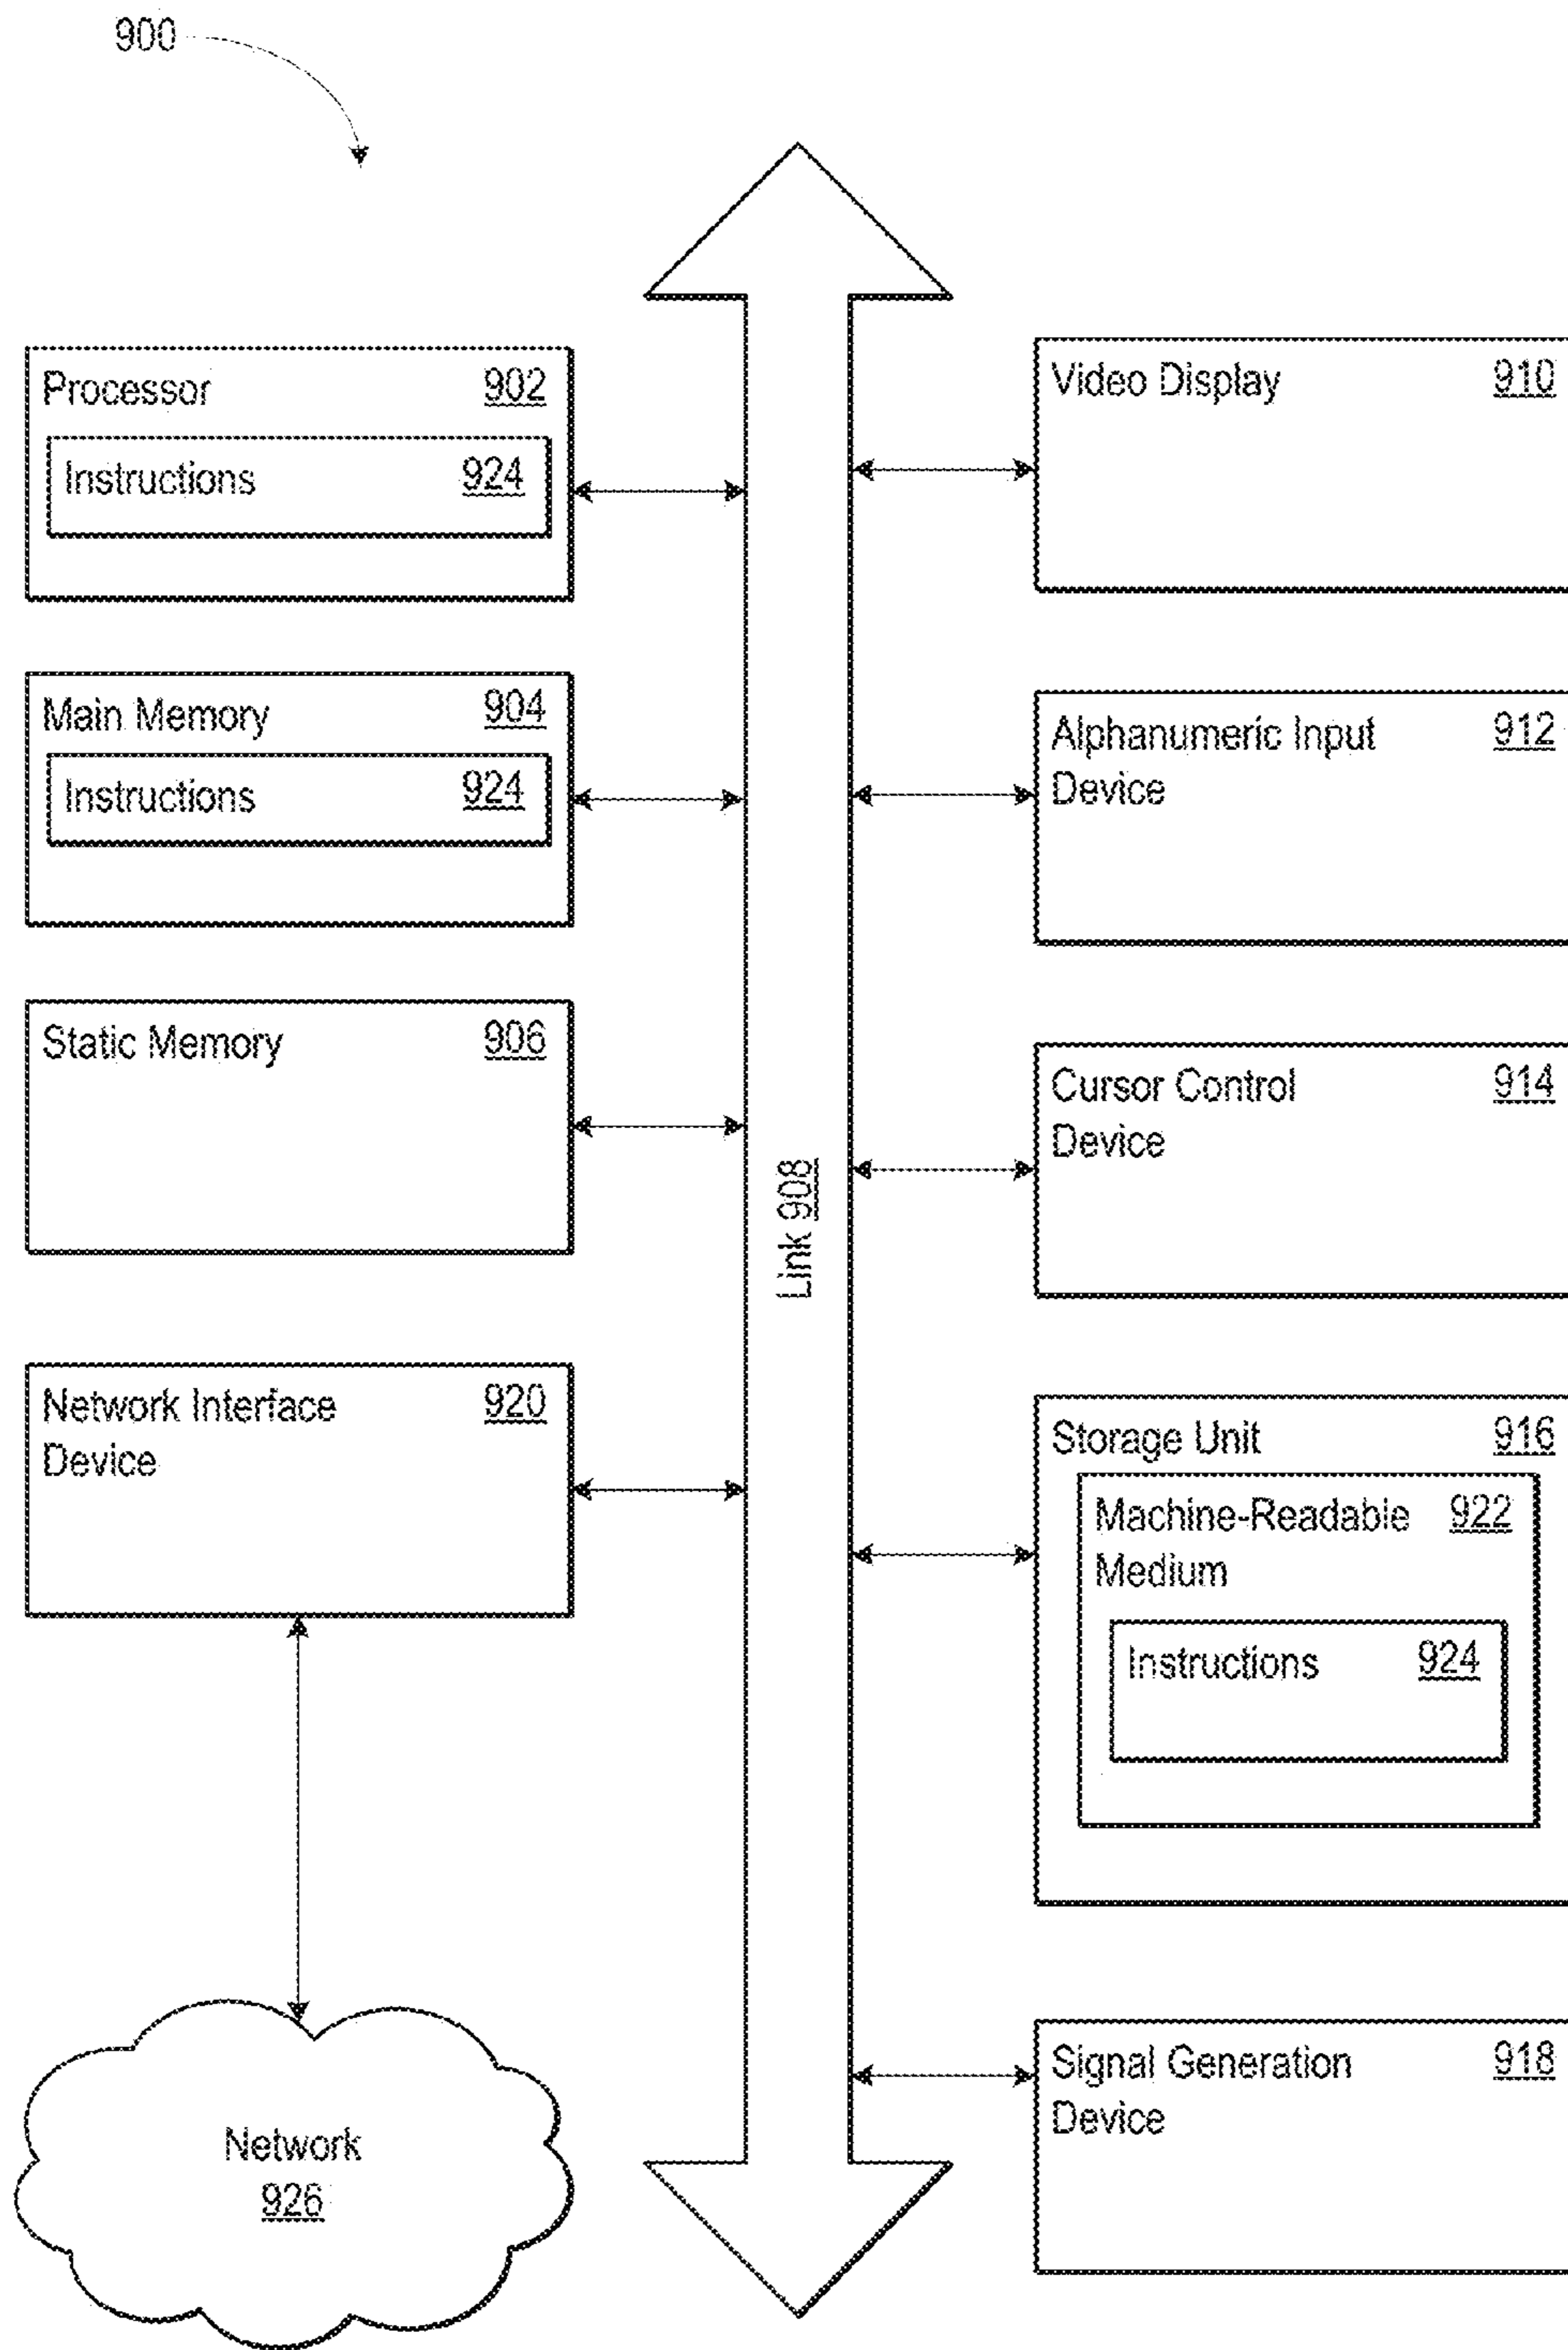 900
Processor 902
Instructions 924
Main Memory 904
Instructions 924
Static Memory 906
Network Interface 920
Device
Network
926
Link 908
Video Display 910
Alphanumeric Input 912
Device
Cursor Control 914
Device
Storage Unit 916
Machine-Readable 922
Medium
Instructions 924
Signal Generation 918
Device